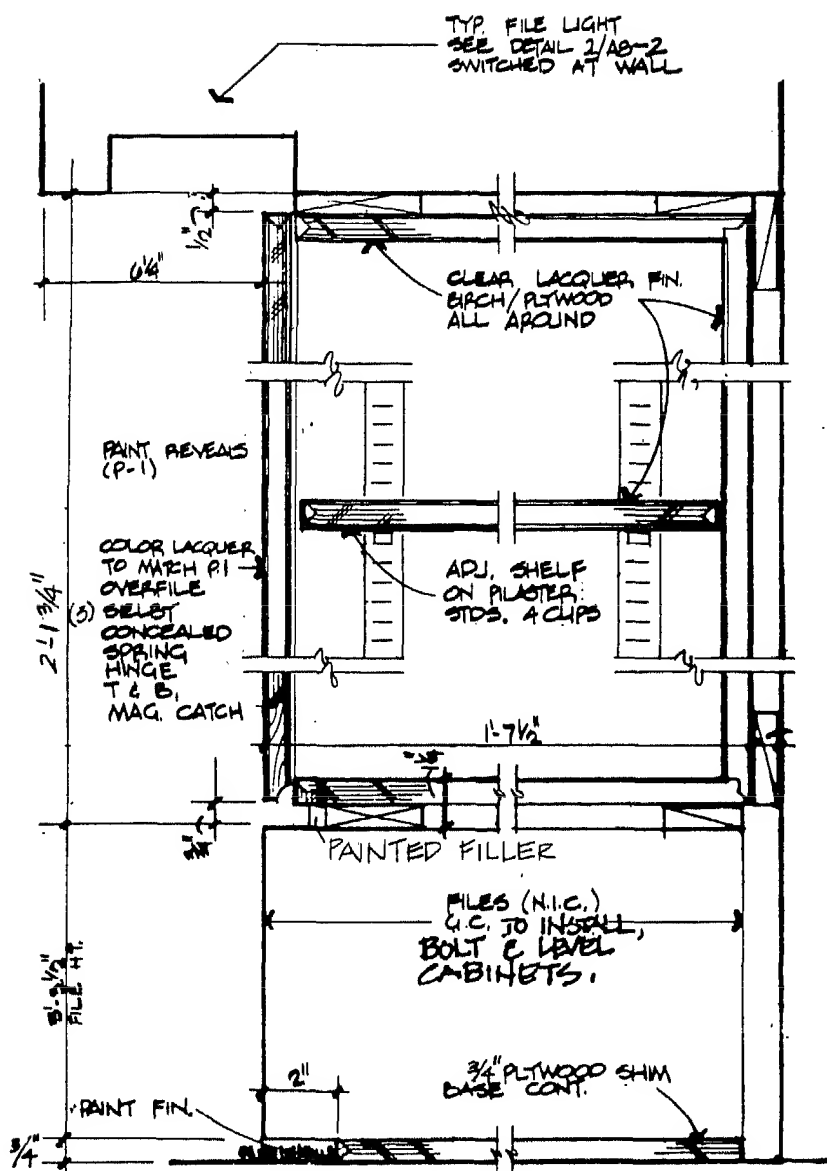 TYP. FILE LIGHT
SEE DETAIL 2/A8-2
SWITCHED AT WALL
1/2"
6 1/4"
CLEAR LACQUER FIN.
BIRCH/PLYWOOD
ALL AROUND
PAINT REVEALS
(P-1)
COLOR LACQUER
TO MATCH P.1
OVERFILE
(3) SELBY
CONCEALED
SPRING
HINGE
T & B,
MAG. CATCH
2'-1 3/4"
ADJ. SHELF
ON PILASTER
STDS. & CLIPS
1'-7 1/2"
3/4"
PAINTED FILLER
FILES (N.I.C.)
G.C. TO INSTALL,
BOLT & LEVEL
CABINETS.
FILE HT.
2"
3/4" PLYWOOD SHIM
BASE CONT.
PAINT FIN.
3/4"